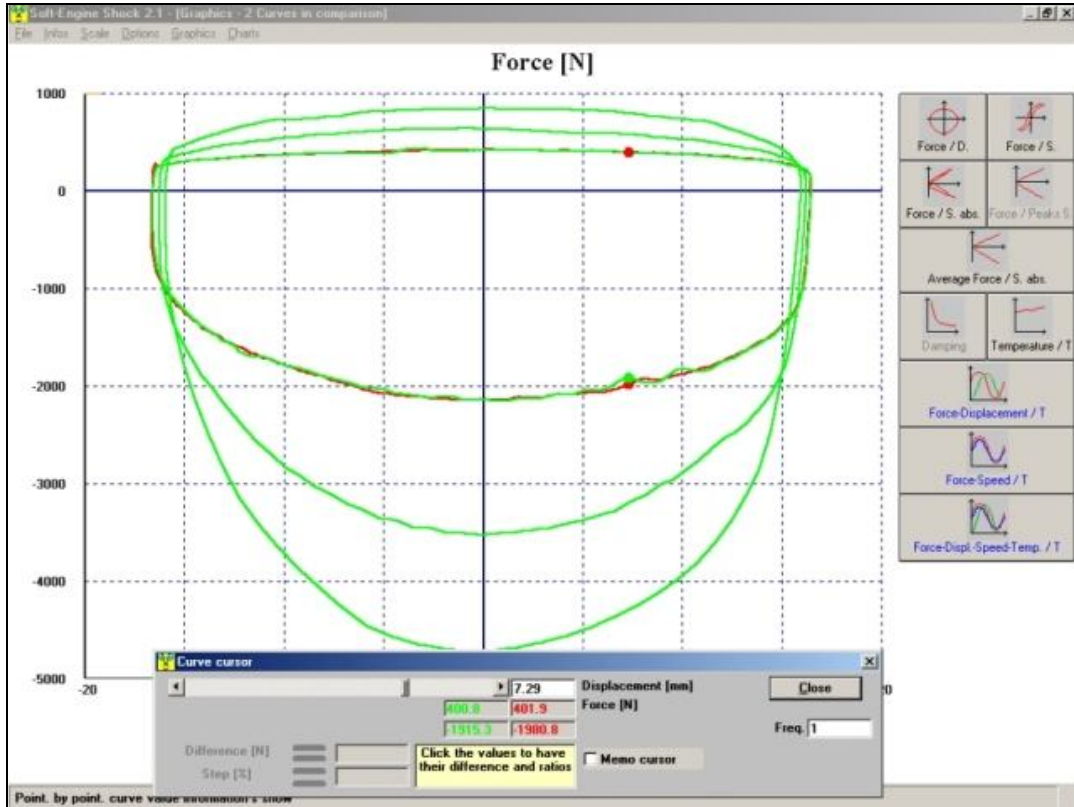 Soft-Engine Shock 2.1 - [Graphics - 2 Curves in comparison]
File Infos Scale Options Graphics Charts
Force [N]
1000
0
-1000
-2000
-3000
-4000
-5000
-20
20
Force / D.
Force / S.
Force / S. abs.
Force / Peaks S.
Average Force / S. abs.
Damping
Temperature / T
Force-Displacement / T
Force-Speed / T
Force-Displ.-Speed-Temp. / T
Curve cursor
7.29
Displacement [mm]
Close
400.8
401.9
Force [N]
-1915.3
-1980.8
Freq. 1
Difference [N]
Step [%]
Click the values to have
their difference and ratios
Memo cursor
Point. by point. curve value information's show